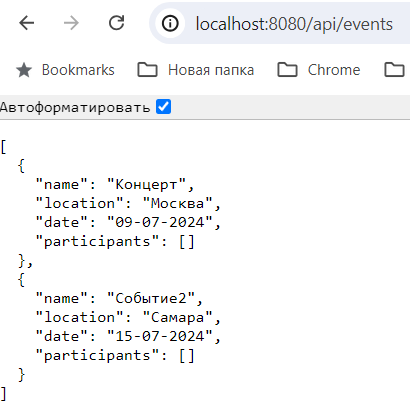 localhost:8080/api/events
Bookmarks Новая папка Chrome
Автоформатировать
[
  {
    "name": "Концерт",
    "location": "Москва",
    "date": "09-07-2024",
    "participants": []
  },
  {
    "name": "Событие2",
    "location": "Самара",
    "date": "15-07-2024",
    "participants": []
  }
]